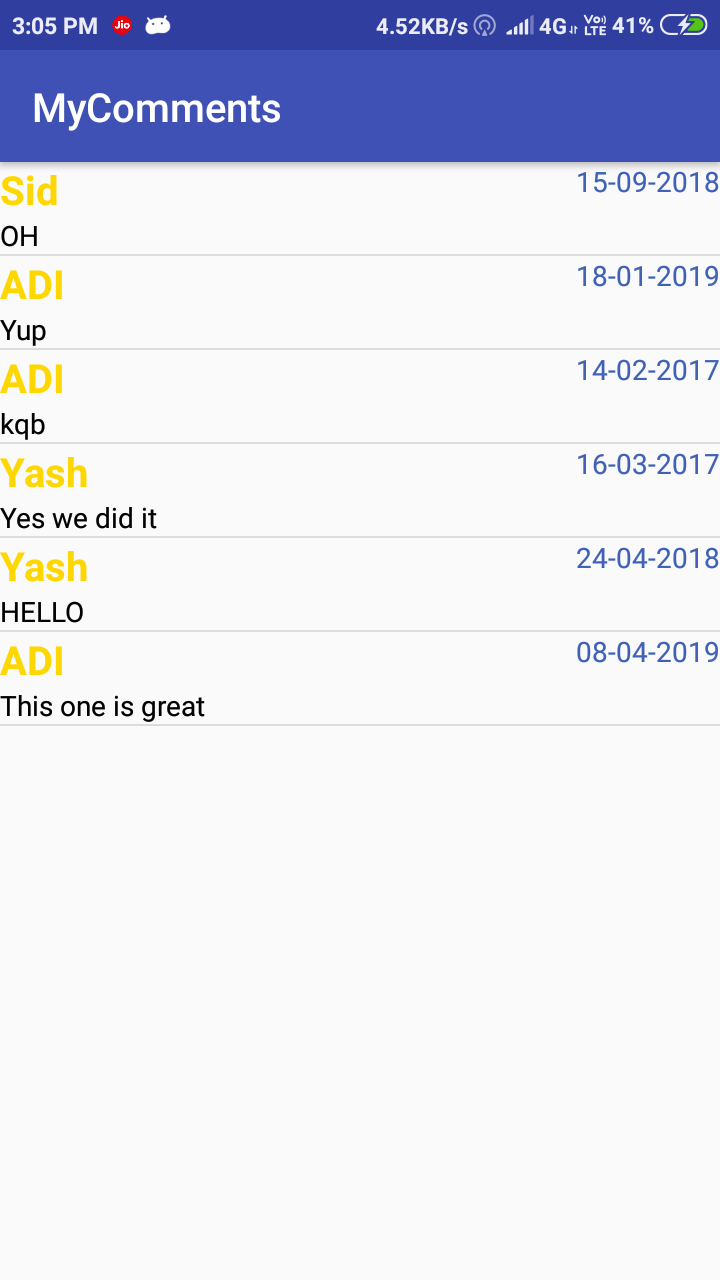 3:05 PM Jio 4.52KB/s 4G VoLTE 41%
MyComments
Sid 15-09-2018
OH
ADI 18-01-2019
Yup
ADI 14-02-2017
kqb
Yash 16-03-2017
Yes we did it
Yash 24-04-2018
HELLO
ADI 08-04-2019
This one is great